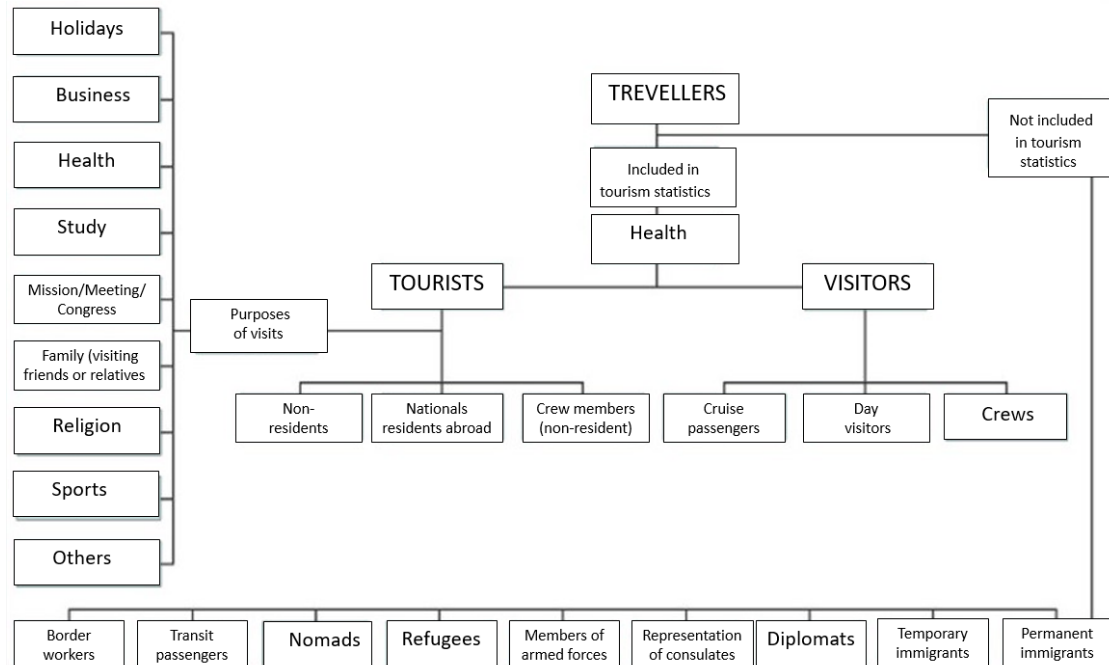 Holidays
Business
Health
Study
Mission/Meeting/
Congress
Family (visiting
friends or relatives
Religion
Sports
Others
Purposes
of visits
TREVELLERS
Included in
tourism statistics
Health
Not included
in tourism
statistics
TOURISTS
VISITORS
Non-
residents
Nationals
residents abroad
Crew members
(non-resident)
Cruise
passengers
Day
visitors
Crews
Border
workers
Transit
passengers
Nomads
Refugees
Members of
armed forces
Representation
of consulates
Diplomats
Temporary
immigrants
Permanent
immigrants